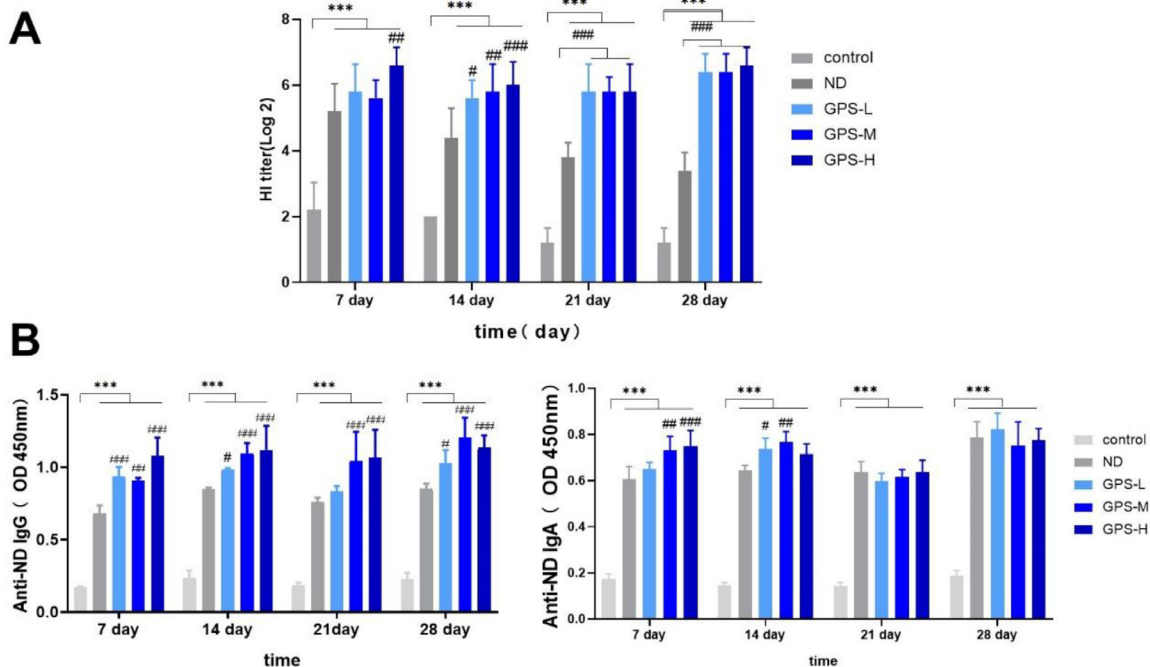 A
***
***
***
***
##
#
##
###
###
###
8
6
4
2
0
HI titer(Log 2)
7 day
14 day
21 day
28 day
time( day)
control
ND
GPS-L
GPS-M
GPS-H
B
***
***
***
***
###
##
###
#
###
###
###
###
#
###
###
1.5
1.0
0.5
0.0
Anti-ND IgG ( OD 450nm)
7 day
14 day
21day
28 day
time
***
***
***
***
##
###
#
##
1.0
0.8
0.6
0.4
0.2
0.0
Anti-ND IgA ( OD 450nm)
7 day
14 day
21 day
28 day
time
control
ND
GPS-L
GPS-M
GPS-H